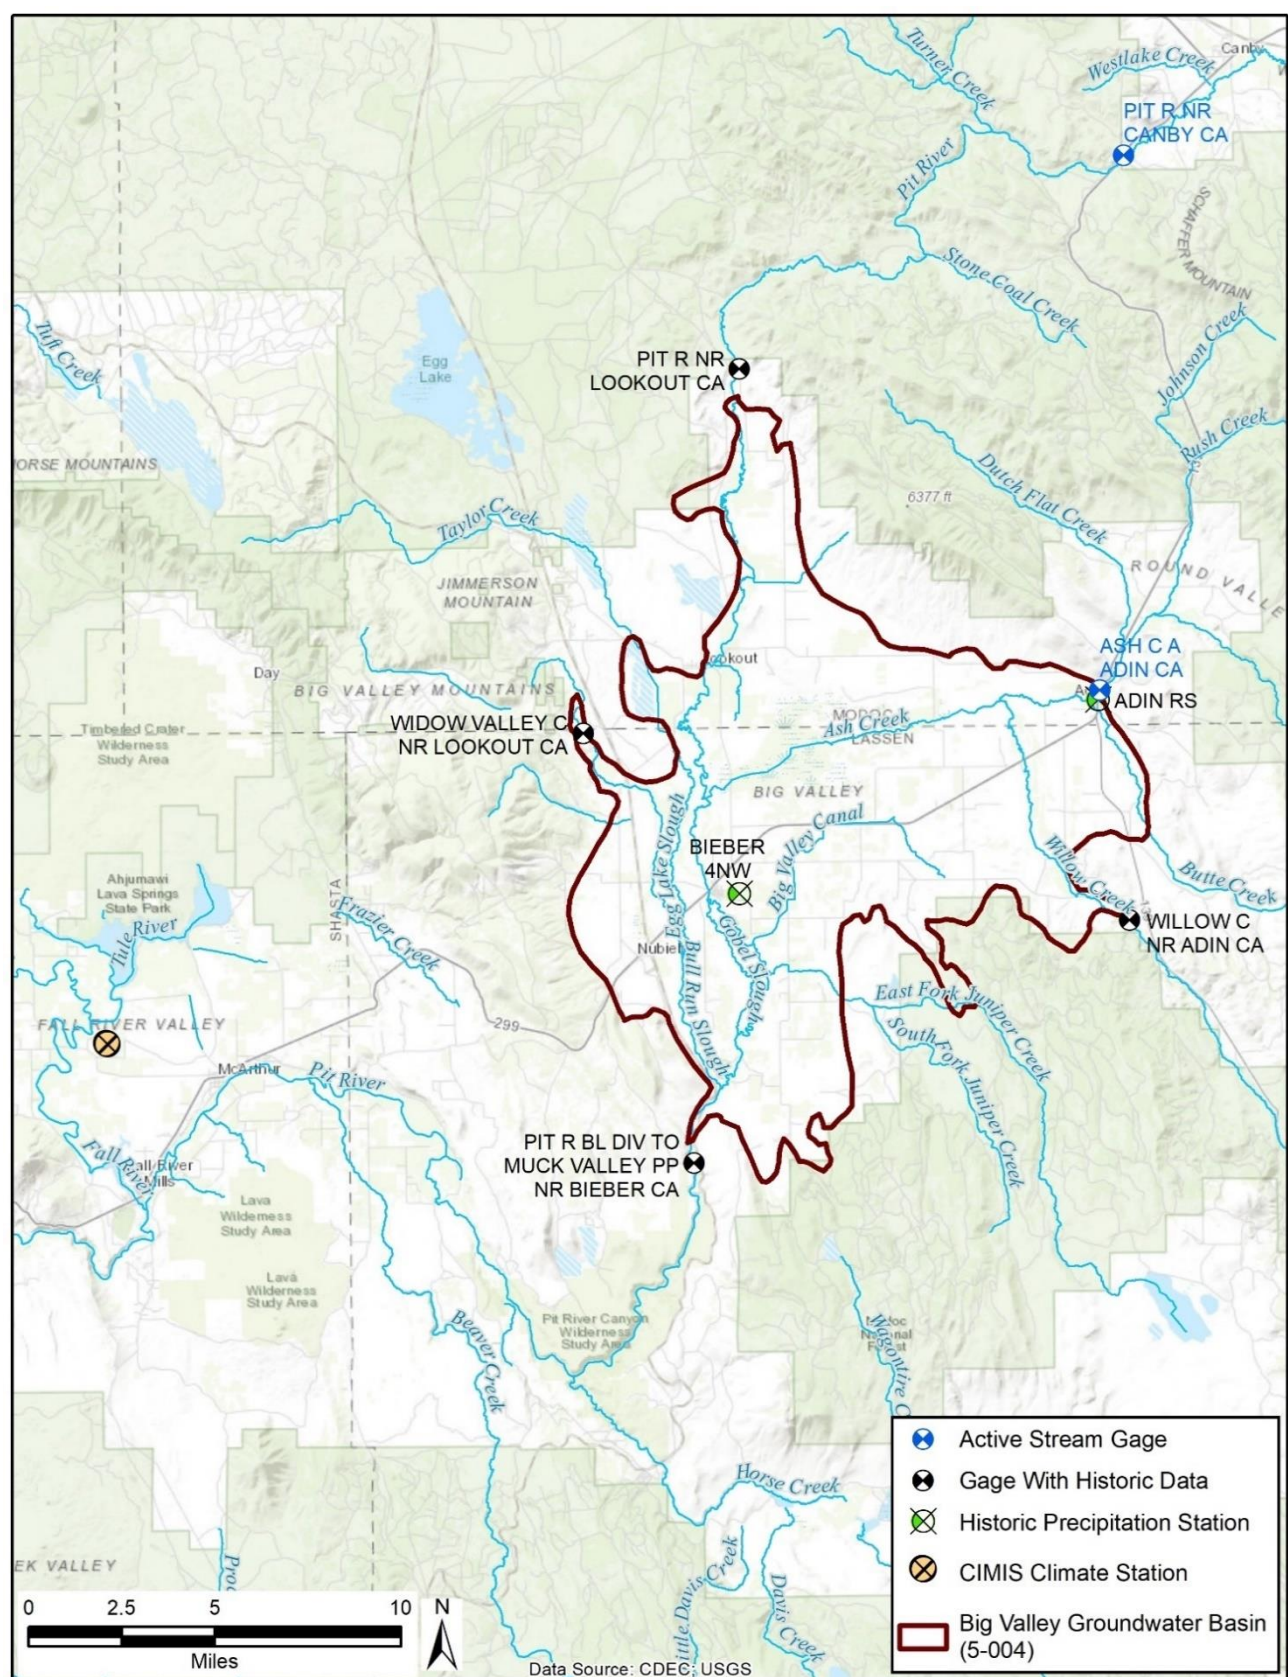 Turner Creek
Westlake Creek
Canby
PIT R NR
CANBY CA
Pit River
SCHAFFER MOUNTAIN
Stone Coal Creek
Tuff Creek
Egg
Lake
PIT R NR
LOOKOUT CA
Johnson Creek
Rush Creek
HORSE MOUNTAINS
6377 ft
Dutch Flat Creek
Taylor Creek
JIMMERSON
MOUNTAIN
ROUND VALLE
Day
BIG VALLEY MOUNTAINS
ookout
ASH C A
ADIN CA
ADIN RS
WIDOW VALLEY C
NR LOOKOUT CA
Timbered Crater
Wilderness
Study Area
MODOC
LASSEN
Ash Creek
BIG VALLEY
Big Valley Canal
BIEBER
4NW
Egg Lake Slough
Willow Creek
Butte Creek
Ahjumawi
Lava Springs
State Park
SHASTA
Tule River
Frazier Creek
WILLOW C
NR ADIN CA
Nubieb
Gobel Slough
Bull Run Slough
East Fork Juniper Creek
South Fork Juniper Creek
FALL RIVER VALLEY
299
McArthur
Pit River
Fall River
all River
Mills
PIT R BL DIV TO
MUCK VALLEY PP
NR BIEBER CA
Lava
Wilderness
Study Area
Lava
Wilderness
Study Area
Pit River Canyon
Wilderness
Study Area
Beaver Creek
National
Wagontire C
Horse Creek
EK VALLEY
ittle Davis Creek
Davis Creek
Active Stream Gage
Gage With Historic Data
Historic Precipitation Station
CIMIS Climate Station
Big Valley Groundwater Basin
(5-004)
0 2.5 5 10
Miles
N
Data Source: CDEC; USGS